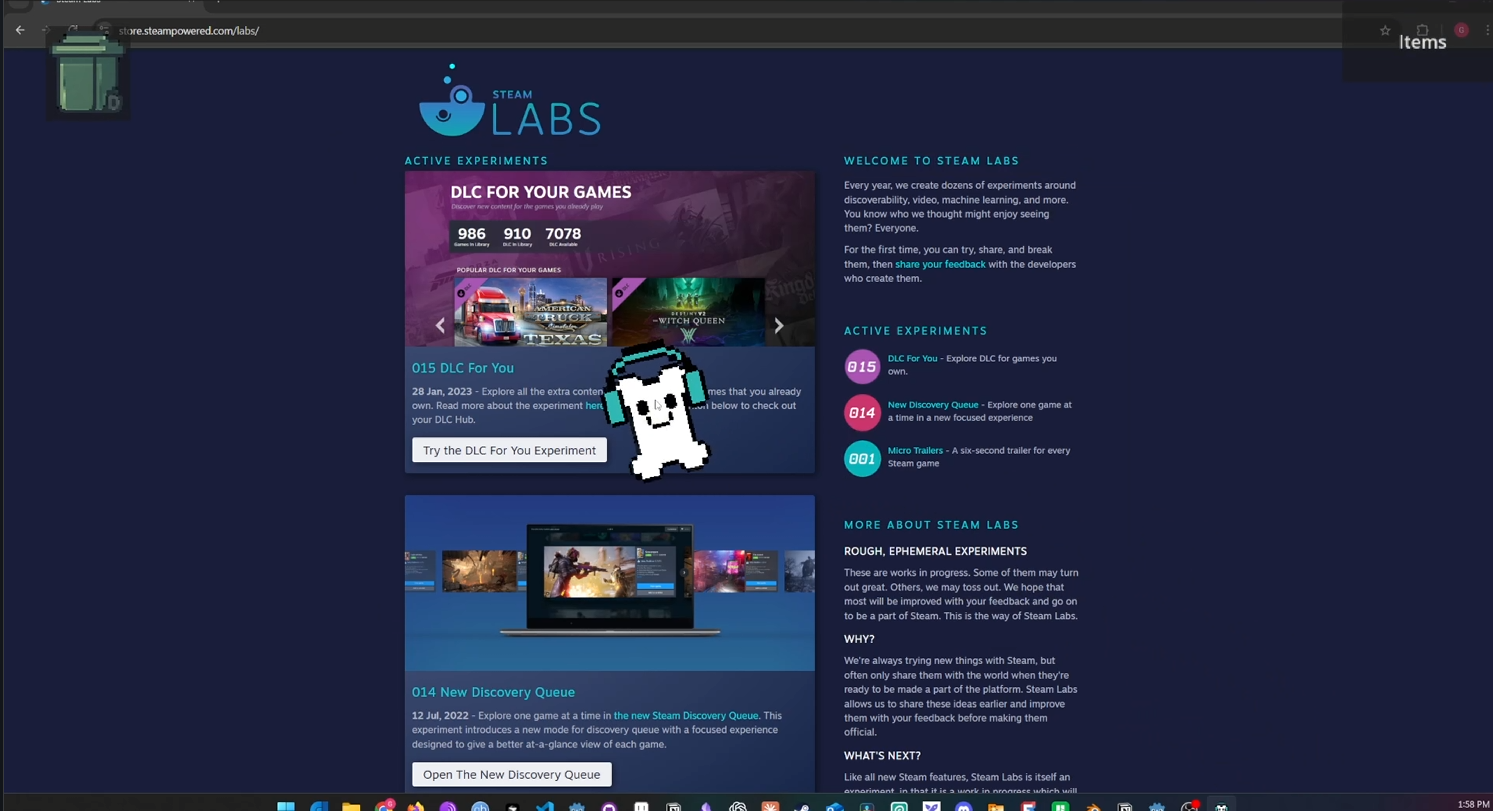 store.steampowered.com/labs/
Items
STEAM
LABS
ACTIVE EXPERIMENTS
DLC FOR YOUR GAMES
Discover new content for the games you already play
986 910 7078
Games in Library DLC in Library DLC Available
POPULAR DLC FOR YOUR GAMES
AMERICAN
TRUCK
Simulator
TEXAS
DESTINY 2
WITCH QUEEN
015 DLC For You
28 Jan, 2023 - Explore all the extra conten mes that you already
own. Read more about the experiment here below to check out
your DLC Hub.
Try the DLC For You Experiment
014 New Discovery Queue
12 Jul, 2022 - Explore one game at a time in the new Steam Discovery Queue. This
experiment introduces a new mode for discovery queue with a focused experience
designed to give a better at-a-glance view of each game.
Open The New Discovery Queue
WELCOME TO STEAM LABS
Every year, we create dozens of experiments around
discoverability, video, machine learning, and more.
You know who we thought might enjoy seeing
them? Everyone.
For the first time, you can try, share, and break
them, then share your feedback with the developers
who create them.
ACTIVE EXPERIMENTS
015 DLC For You - Explore DLC for games you
own.
014 New Discovery Queue - Explore one game at
a time in a new focused experience
001 Micro Trailers - A six-second trailer for every
Steam game
MORE ABOUT STEAM LABS
ROUGH, EPHEMERAL EXPERIMENTS
These are works in progress. Some of them may turn
out great. Others, we may toss out. We hope that
most will be improved with your feedback and go on
to be a part of Steam. This is the way of Steam Labs.
WHY?
We're always trying new things with Steam, but
often only share them with the world when they're
ready to be made a part of the platform. Steam Labs
allows us to share these ideas earlier and improve
them with your feedback before making them
official.
WHAT'S NEXT?
Like all new Steam features, Steam Labs is itself an
experiment, in that it is a work in progress which will
1:58 PM